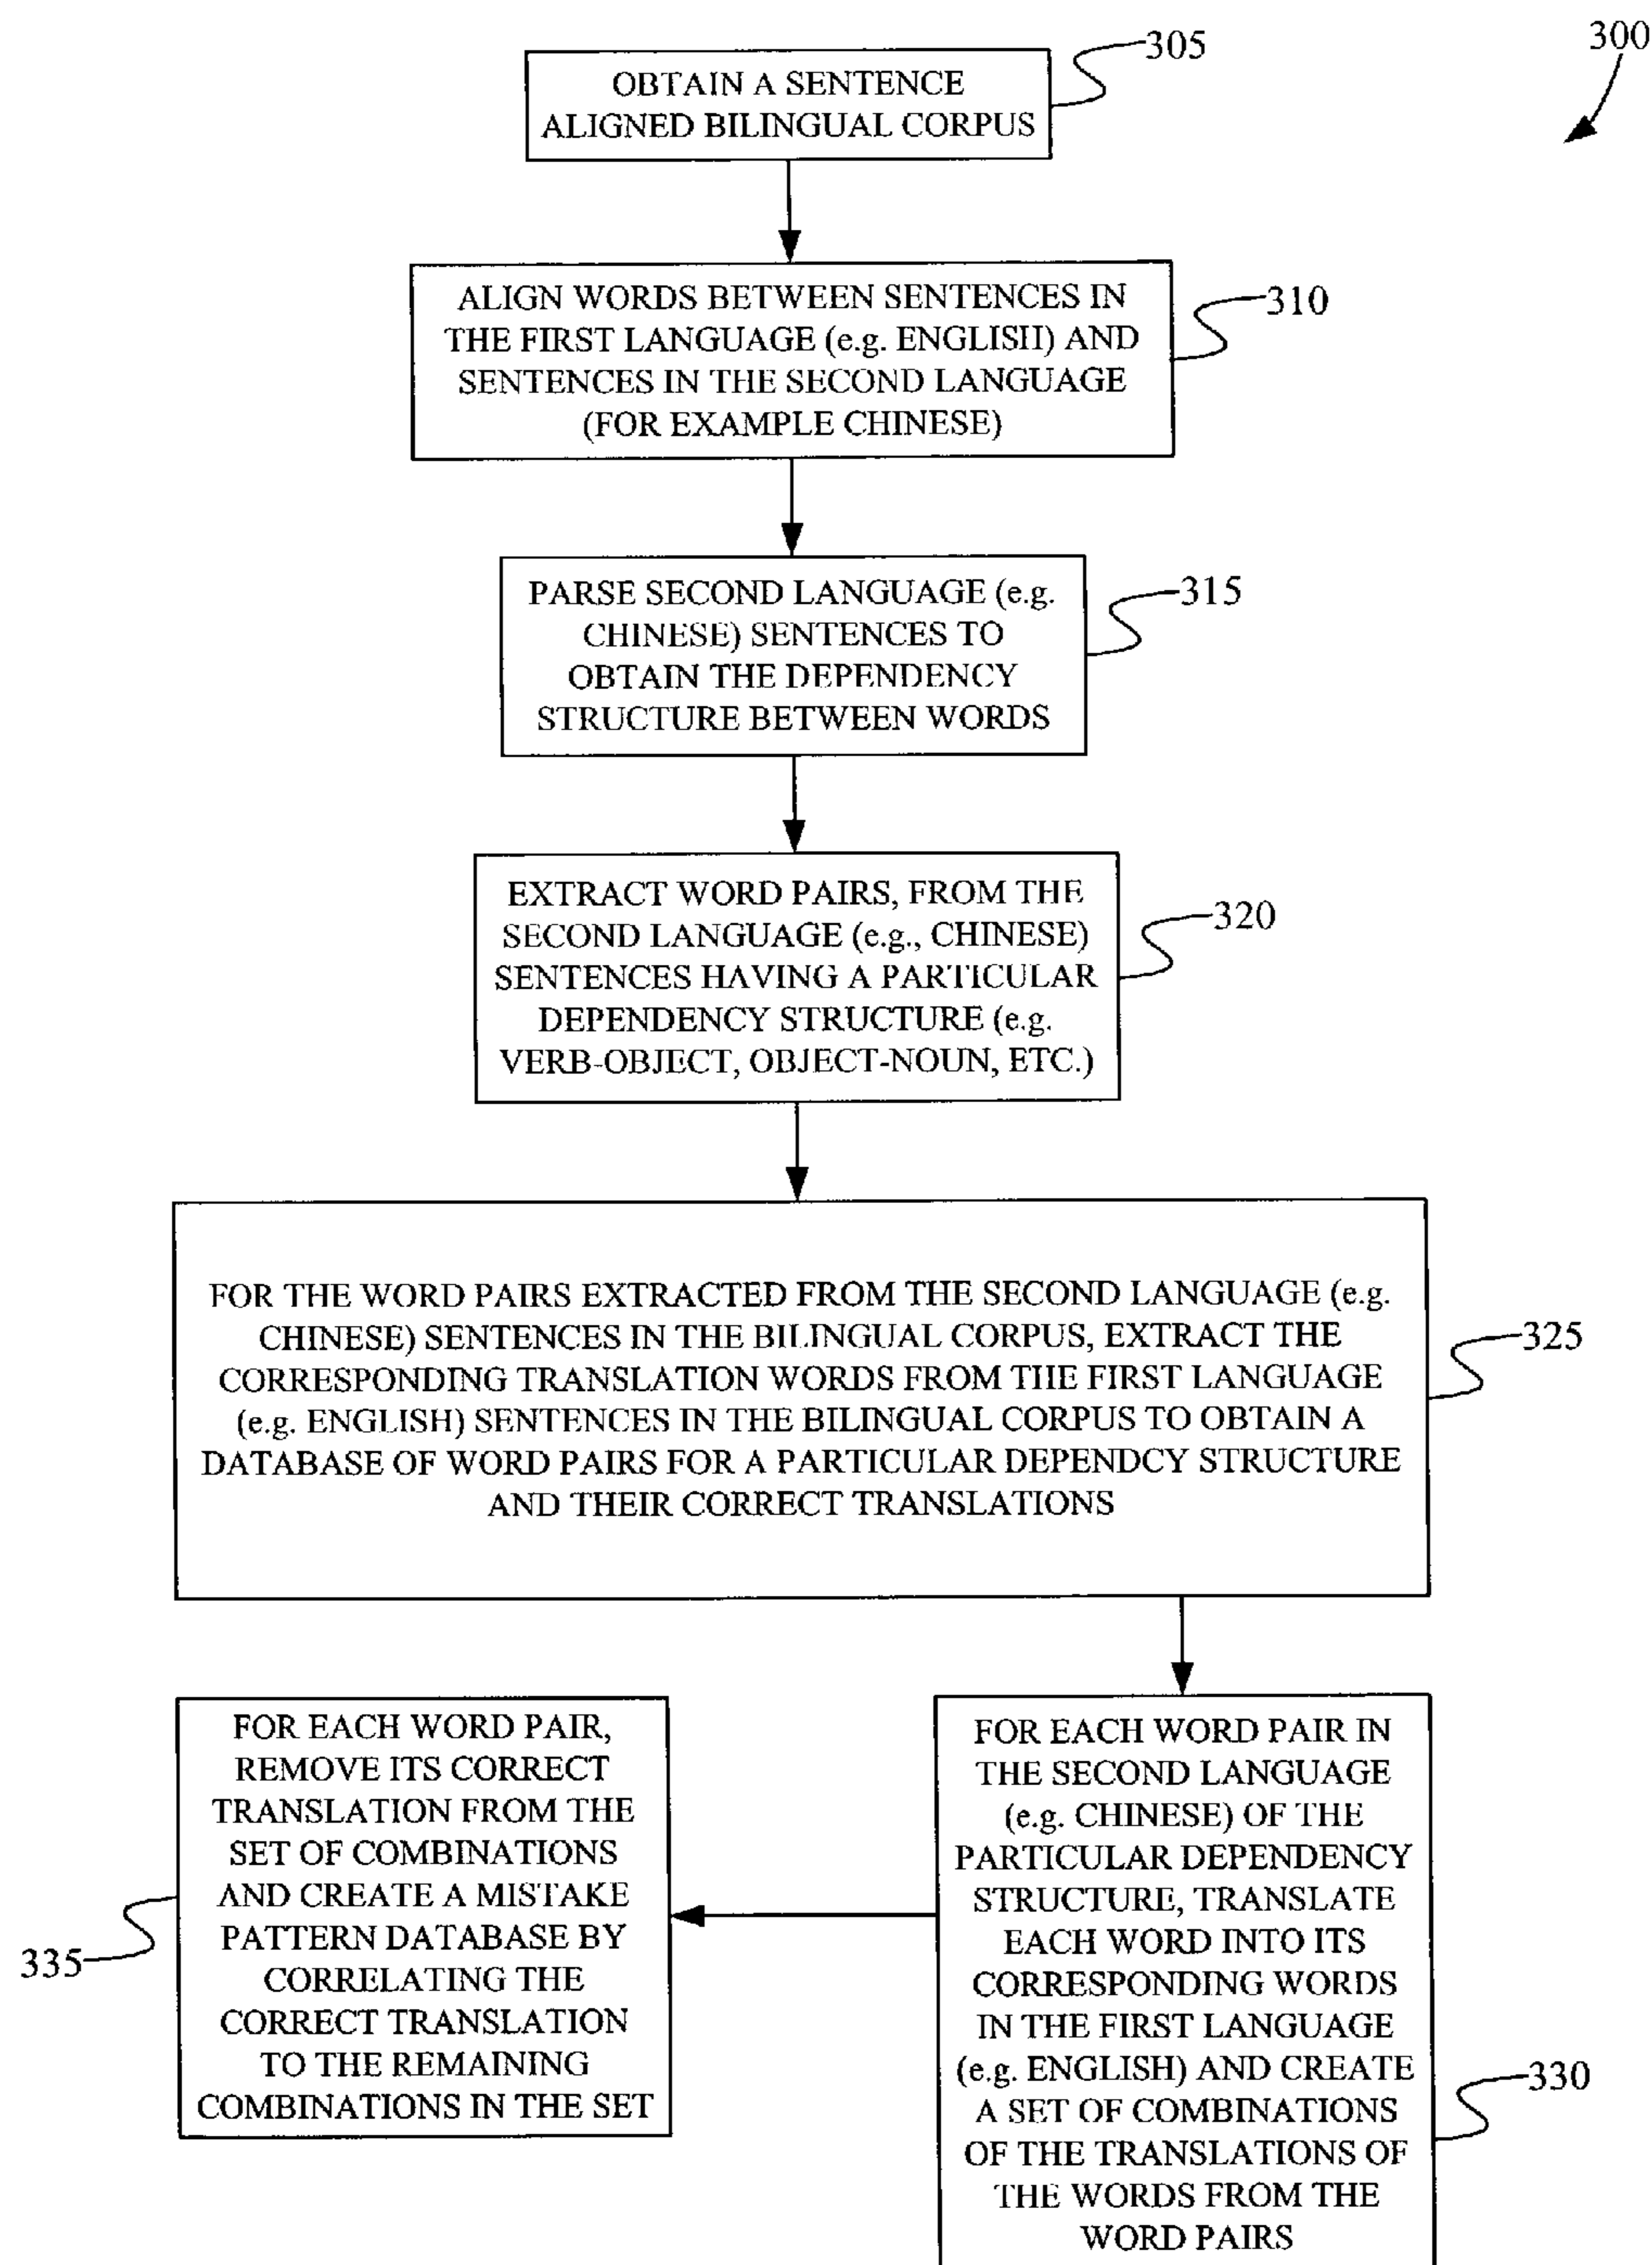 300
305
OBTAIN A SENTENCE
ALIGNED BILINGUAL CORPUS
310
ALIGN WORDS BETWEEN SENTENCES IN
THE FIRST LANGUAGE (e.g. ENGLISH) AND
SENTENCES IN THE SECOND LANGUAGE
(FOR EXAMPLE CHINESE)
315
PARSE SECOND LANGUAGE (e.g.
CHINESE) SENTENCES TO
OBTAIN THE DEPENDENCY
STRUCTURE BETWEEN WORDS
320
EXTRACT WORD PAIRS, FROM THE
SECOND LANGUAGE (e.g., CHINESE)
SENTENCES HAVING A PARTICULAR
DEPENDENCY STRUCTURE (e.g.
VERB-OBJECT, OBJECT-NOUN, ETC.)
325
FOR THE WORD PAIRS EXTRACTED FROM THE SECOND LANGUAGE (e.g.
CHINESE) SENTENCES IN THE BILINGUAL CORPUS, EXTRACT THE
CORRESPONDING TRANSLATION WORDS FROM THE FIRST LANGUAGE
(e.g. ENGLISH) SENTENCES IN THE BILINGUAL CORPUS TO OBTAIN A
DATABASE OF WORD PAIRS FOR A PARTICULAR DEPENDCY STRUCTURE
AND THEIR CORRECT TRANSLATIONS
330
FOR EACH WORD PAIR IN
THE SECOND LANGUAGE
(e.g. CHINESE) OF THE
PARTICULAR DEPENDENCY
STRUCTURE, TRANSLATE
EACH WORD INTO ITS
CORRESPONDING WORDS
IN THE FIRST LANGUAGE
(e.g. ENGLISH) AND CREATE
A SET OF COMBINATIONS
OF THE TRANSLATIONS OF
THE WORDS FROM THE
WORD PAIRS
335
FOR EACH WORD PAIR,
REMOVE ITS CORRECT
TRANSLATION FROM THE
SET OF COMBINATIONS
AND CREATE A MISTAKE
PATTERN DATABASE BY
CORRELATING THE
CORRECT TRANSLATION
TO THE REMAINING
COMBINATIONS IN THE SET